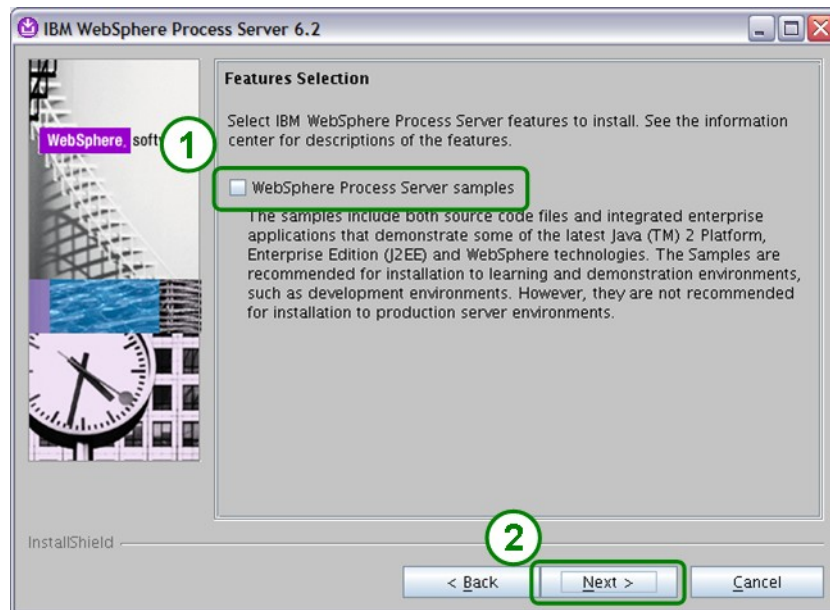 IBM WebSphere Process Server 6.2
WebSphere. soft
Features Selection
Select IBM WebSphere Process Server features to install. See the information
center for descriptions of the features.
1
WebSphere Process Server samples
The samples include both source code files and integrated enterprise
applications that demonstrate some of the latest Java (TM) 2 Platform,
Enterprise Edition (J2EE) and WebSphere technologies. The Samples are
recommended for installation to learning and demonstration environments,
such as development environments. However, they are not recommended
for installation to production server environments.
InstallShield
2
< Back
Next >
Cancel